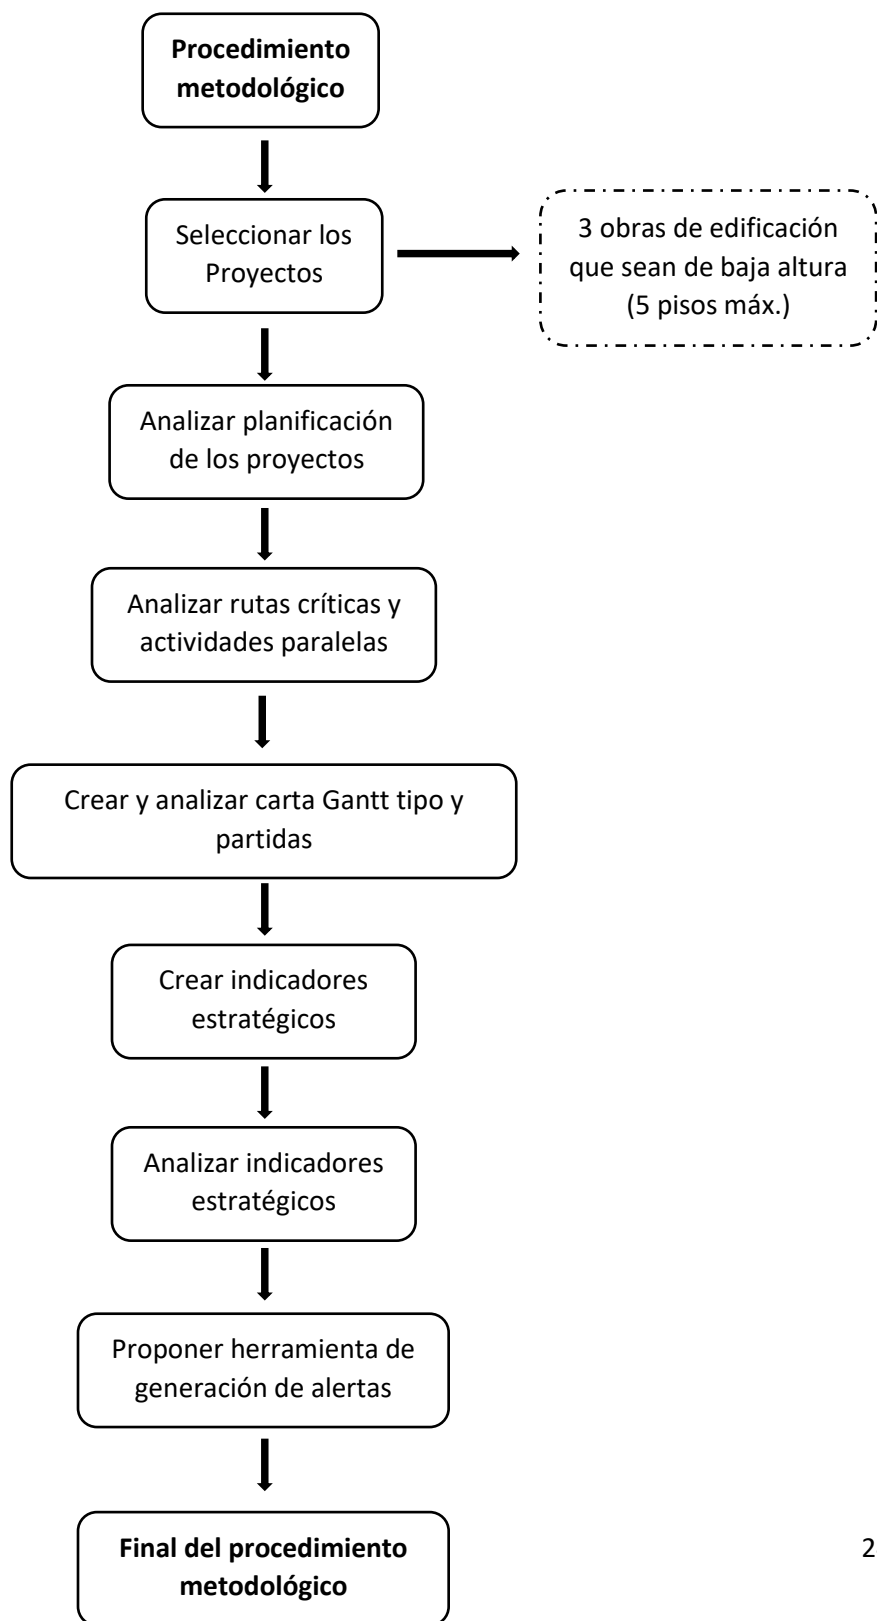 Procedimiento
metodológico
Seleccionar los
Proyectos
3 obras de edificación
que sean de baja altura
(5 pisos máx.)
Analizar planificación
de los proyectos
Analizar rutas críticas y
actividades paralelas
Crear y analizar carta Gantt tipo y
partidas
Crear indicadores
estratégicos
Analizar indicadores
estratégicos
Proponer herramienta de
generación de alertas
Final del procedimiento
metodológico
2